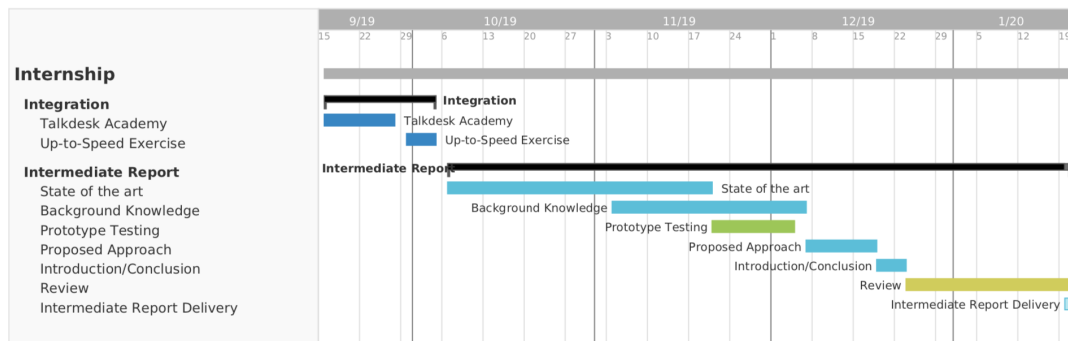 9/19 10/19 11/19 12/19 1/20
15 22 29 6 13 20 27 3 10 17 24 1 8 15 22 29 5 12 19
Internship
Integration Integration
Talkdesk Academy Talkdesk Academy
Up-to-Speed Exercise Up-to-Speed Exercise
Intermediate Report Intermediate Report
State of the art State of the art
Background Knowledge Background Knowledge
Prototype Testing Prototype Testing
Proposed Approach Proposed Approach
Introduction/Conclusion Introduction/Conclusion
Review Review
Intermediate Report Delivery Intermediate Report Delivery